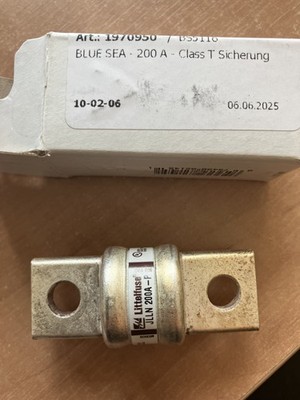 Art.: 1970950 / BS5116
BLUE SEA - 200 A - Class T Sicherung
10-02-06 06.06.2025
Littelfuse
JLLN 200A-P